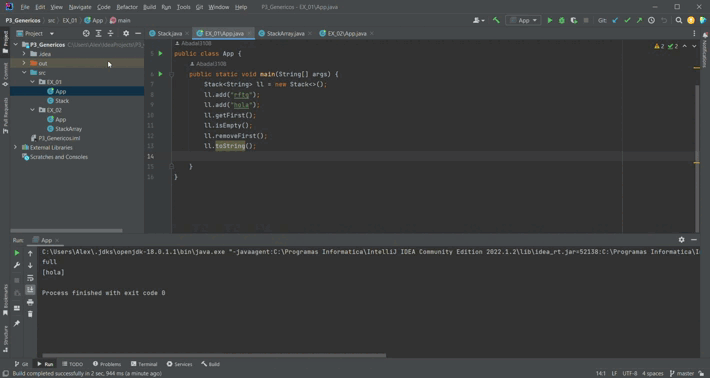 File Edit View Navigate Code Refactor Build Run Tools Git Window Help P3_Genericos - EX_01\App.java
P3_Genericos src EX_01 App main App Git:
Project Stack.java EX_01\App.java StackArray.java EX_02\App.java
P3_Genericos
.idea
out
src
EX_01
App
Stack
EX_02
App
StackArray
P3_Genericos.iml
External Libraries
Scratches and Consoles
Project
Commit
Pull Requests
Bookmarks
Structure
Notifications
2 2
5 public class App {
6 public static void main(String[] args) {
7 Stack<String> ll = new Stack<>();
8 ll.add("rftg");
9 ll.add("hola");
10 ll.getFirst();
11 ll.isEmpty();
12 ll.removeFirst();
13 ll.toString();
14
15 }
16 }
Run: App
C:\Users\Alex\.jdks\openjdk-18.0.1.1\bin\java.exe "-javaagent:C:\Programas Informatica\IntelliJ IDEA Community Edition 2022.1.2\lib\idea_rt.jar=52138:C:\Programas Informatica\I
full
[hola]
Process finished with exit code 0
Git Run TODO Problems Terminal Services Build
Build completed successfully in 2 sec, 944 ms (a minute ago) 14:1 LF UTF-8 4 spaces master